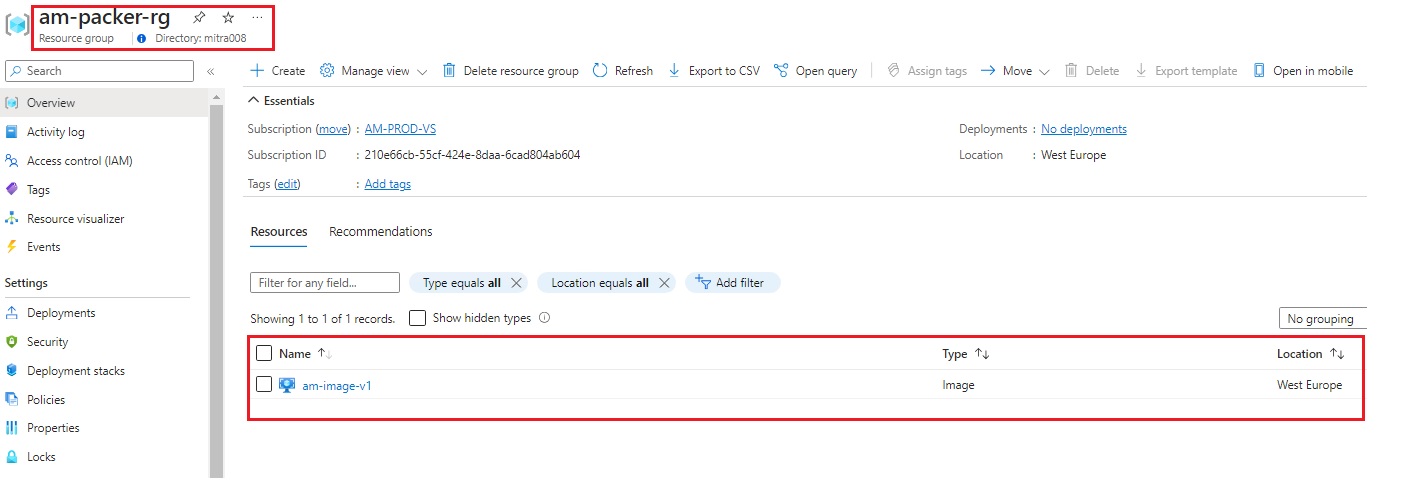 am-packer-rg
Resource group Directory: mitra008
Search
Overview
Activity log
Access control (IAM)
Tags
Resource visualizer
Events
Settings
Deployments
Security
Deployment stacks
Policies
Properties
Locks
Create Manage view Delete resource group Refresh Export to CSV Open query Assign tags Move Delete Export template Open in mobile
Essentials
Subscription (move) : AM-PROD-VS
Subscription ID : 210e66cb-55cf-424e-8daa-6cad804ab604
Tags (edit) : Add tags
Deployments : No deployments
Location : West Europe
Resources Recommendations
Filter for any field... Type equals all Location equals all Add filter
Showing 1 to 1 of 1 records. Show hidden types No grouping
Name Type Location
am-image-v1 Image West Europe